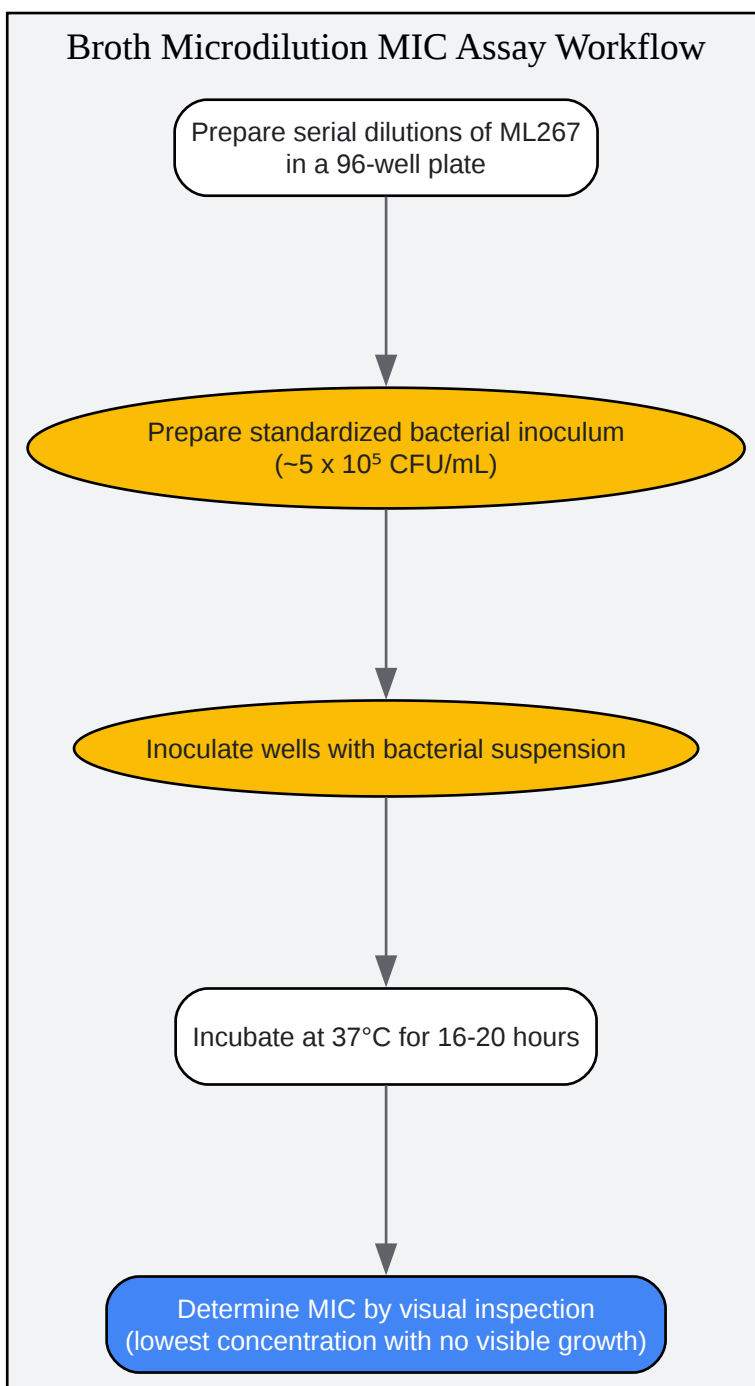 Broth Microdilution MIC Assay Workflow
Prepare serial dilutions of ML267
in a 96-well plate
Prepare standardized bacterial inoculum
(~5 x 10⁵ CFU/mL)
Inoculate wells with bacterial suspension
Incubate at 37°C for 16-20 hours
Determine MIC by visual inspection
(lowest concentration with no visible growth)